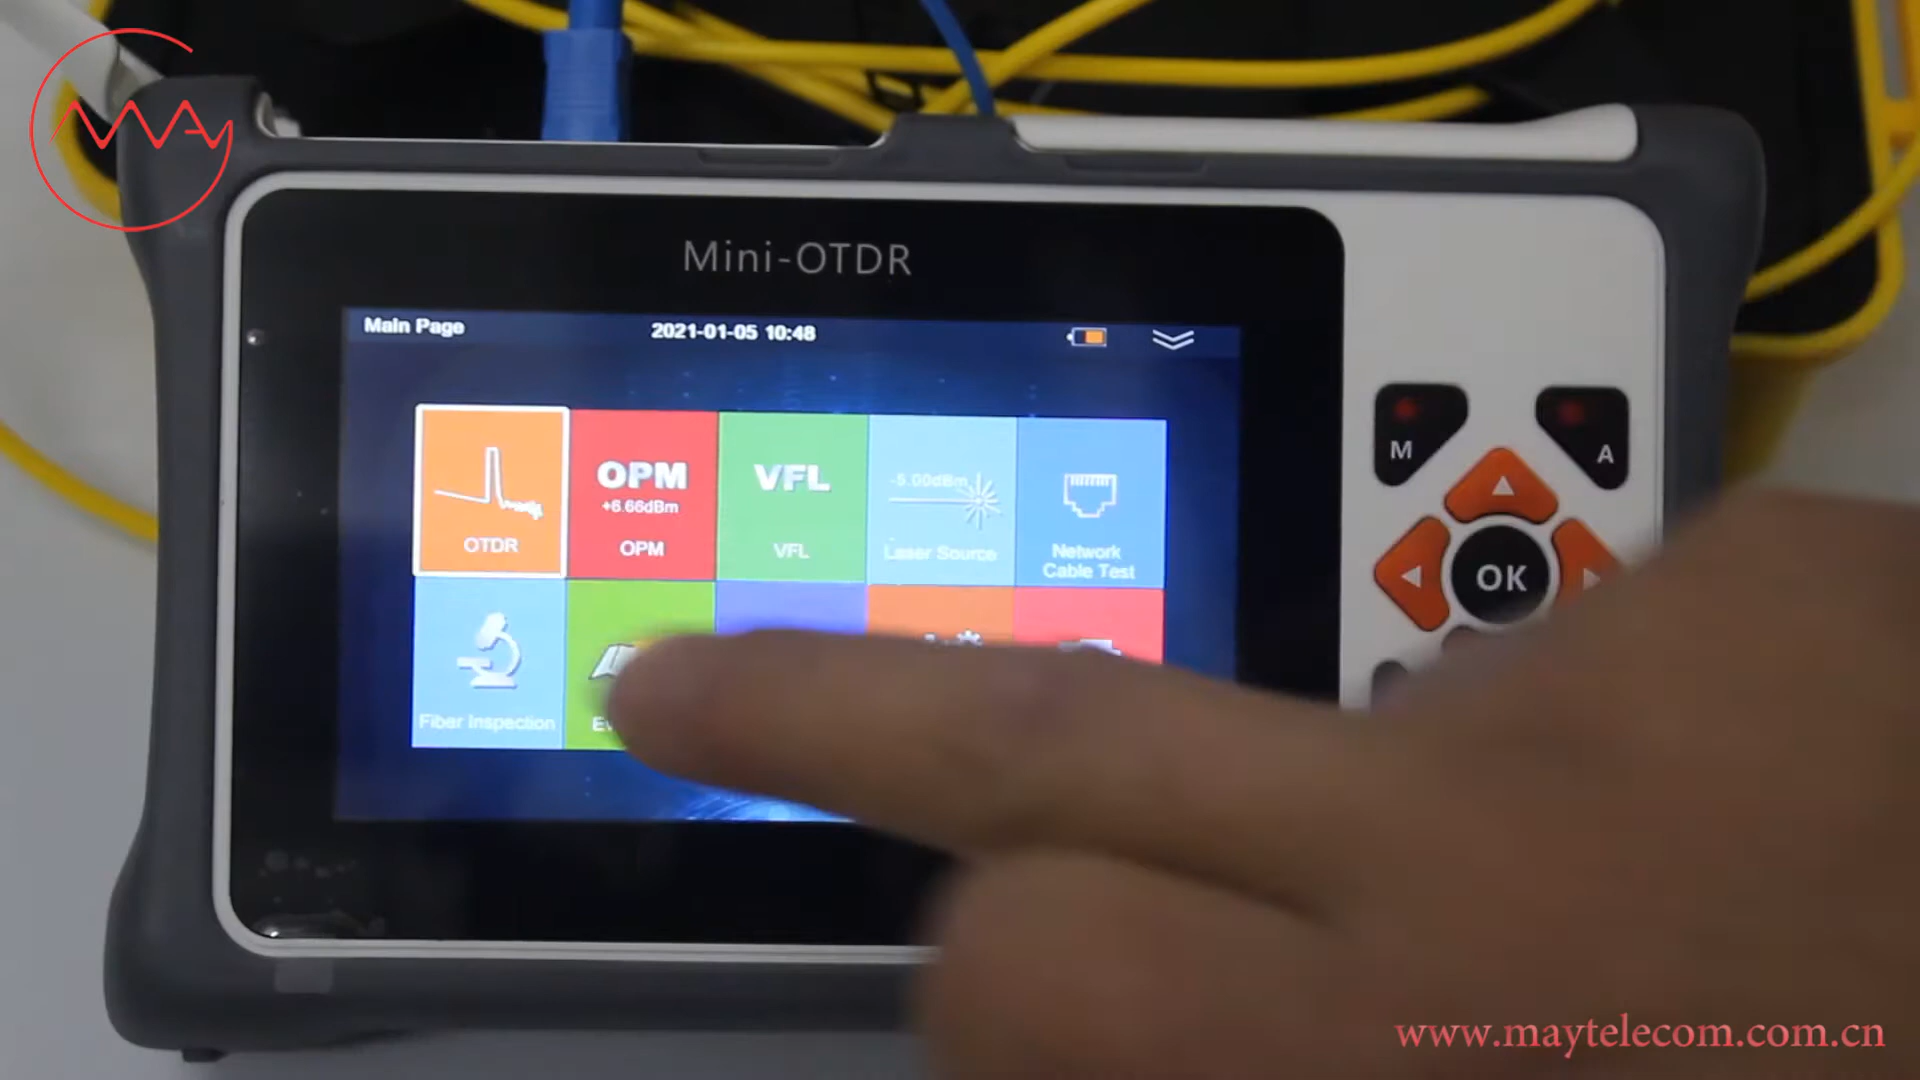 MAY
Mini-OTDR
Main Page
2021-01-05 10:48
OPM
+6.66dBm
VFL
-5.00dBm
OTDR
OPM
VFL
Laser Source
Network
Cable Test
Fiber Inspection
M
A
OK
www.maytelecom.com.cn